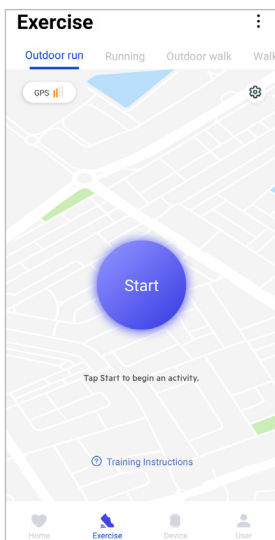 Exercise
Outdoor run Running Outdoor walk Walk
GPS
Start
Tap Start to begin an activity.
Training Instructions
Home Exercise Device User